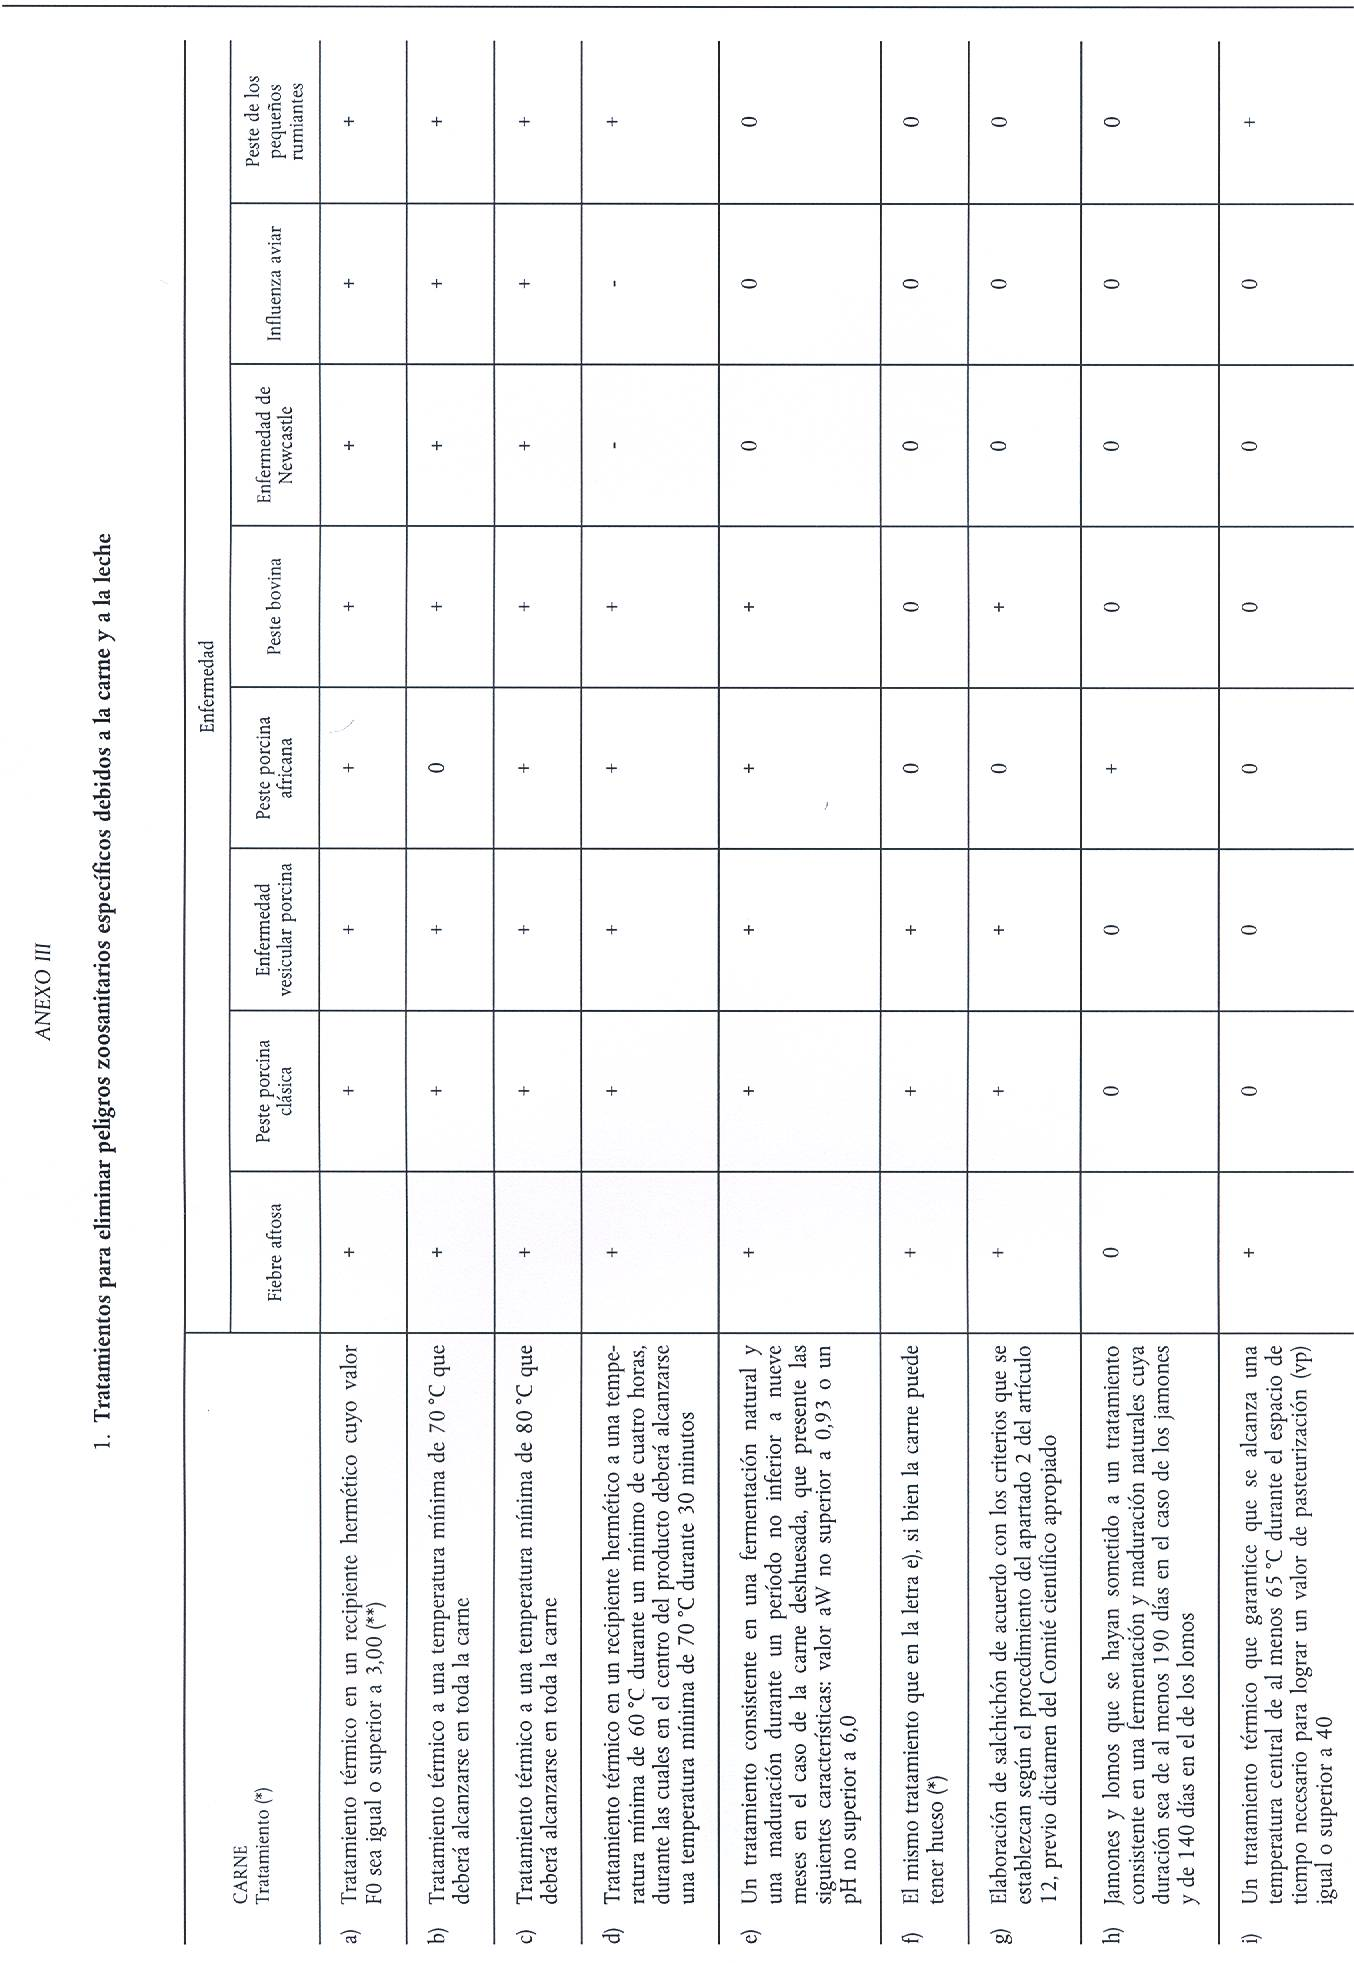 ANEXO III
1. Tratamientos para eliminar peligros zoosanitarios específicos debidos a la carne y a la leche
Enfermedad
CARNE
Tratamiento (*)
Fiebre aftosa
Peste porcina
clásica
Enfermedad
vesicular porcina
Peste porcina
africana
Peste bovina
Enfermedad de
Newcastle
Influenza aviar
Peste de los
pequeños
rumiantes
a) Tratamiento térmico en un recipiente hermético cuyo valor
F0 sea igual o superior a 3,00 (**)
+ + + + + + + +
b) Tratamiento térmico a una temperatura mínima de 70 °C que
deberá alcanzarse en toda la carne
+ + + 0 + + + +
c) Tratamiento térmico a una temperatura mínima de 80 °C que
deberá alcanzarse en toda la carne
+ + + + + + + +
d) Tratamiento térmico en un recipiente hermético a una tempe-
ratura mínima de 60 °C durante un mínimo de cuatro horas,
durante las cuales en el centro del producto deberá alcanzarse
una temperatura mínima de 70 °C durante 30 minutos
+ + + + + - - +
e) Un tratamiento consistente en una fermentación natural y
una maduración durante un período no inferior a nueve
meses en el caso de la carne deshuesada, que presente las
siguientes características: valor aW no superior a 0,93 o un
pH no superior a 6,0
+ + + + + 0 0 0
f) El mismo tratamiento que en la letra e), si bien la carne puede
tener hueso (*)
+ + + 0 0 0 0 0
g) Elaboración de salchichón de acuerdo con los criterios que se
establezcan según el procedimiento del apartado 2 del artículo
12, previo dictamen del Comité científico apropiado
+ + + 0 + 0 0 0
h) Jamones y lomos que se hayan sometido a un tratamiento
consistente en una fermentación y maduración naturales cuya
duración sea de al menos 190 días en el caso de los jamones
y de 140 días en el de los lomos
0 0 0 + 0 0 0 0
i) Un tratamiento térmico que garantice que se alcanza una
temperatura central de al menos 65 °C durante el espacio de
tiempo necesario para lograr un valor de pasteurización (vp)
igual o superior a 40
+ 0 0 0 0 0 0 +